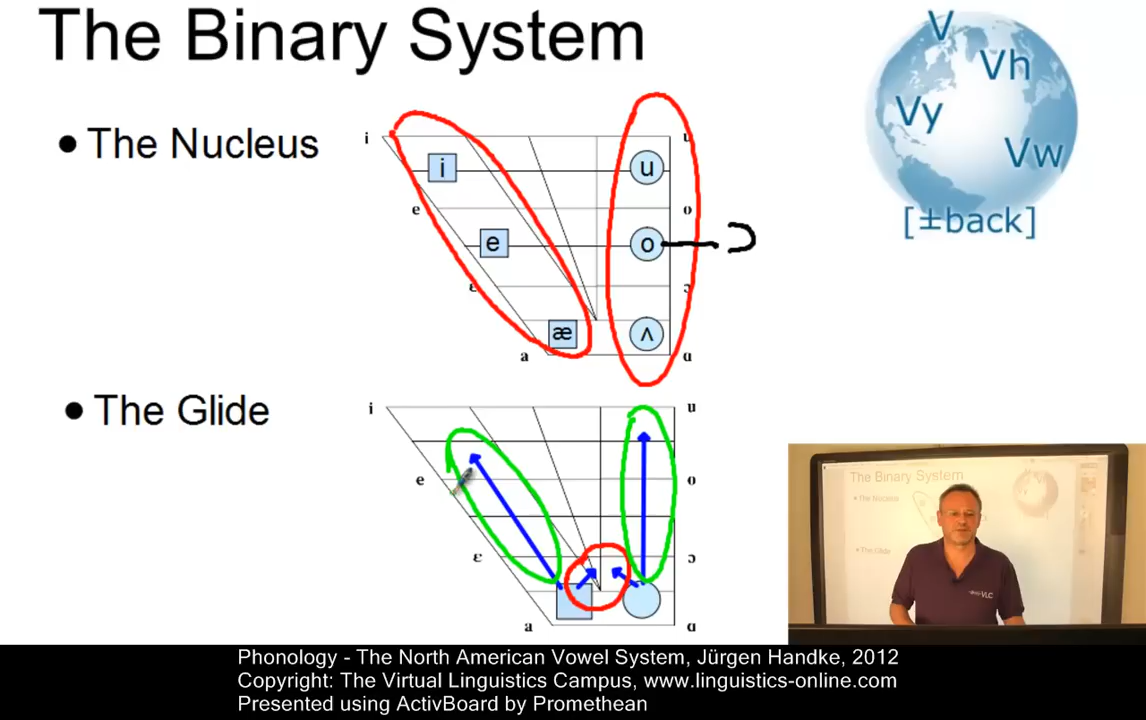 The Binary System
V
Vh
Vy
Vw
[±back]
• The Nucleus
i u
i u
e o
e o ɔ
ɛ ɔ
æ ʌ
a ɑ
• The Glide
i u
e o
ɛ ɔ
a ɑ
The Binary System
The Nucleus
The Glide
VLC
Phonology - The North American Vowel System, Jürgen Handke, 2012
Copyright: The Virtual Linguistics Campus, www.linguistics-online.com
Presented using ActivBoard by Promethean